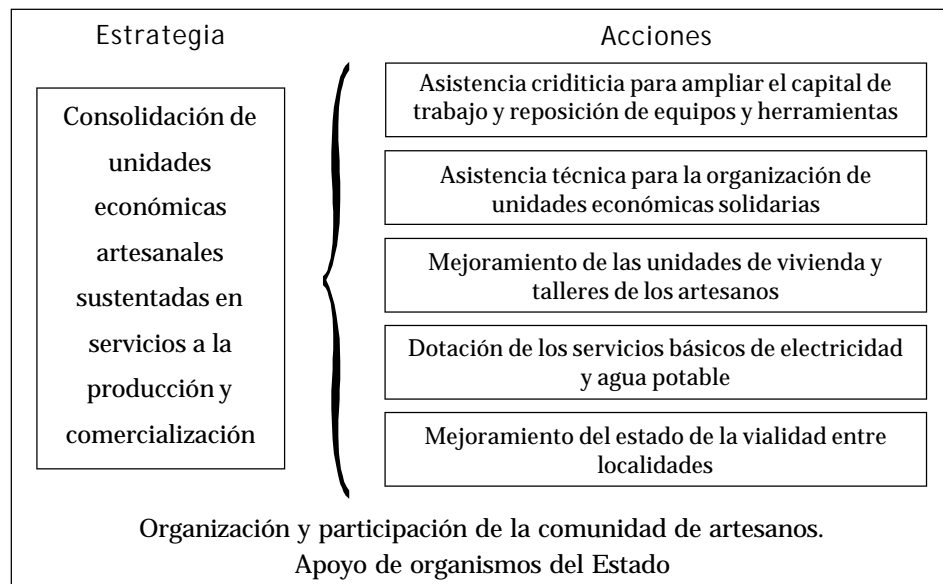 Estrategia
Consolidación de
unidades
económicas
artesanales
sustentadas en
servicios a la
producción y
comercialización
Acciones
Asistencia criditicia para ampliar el capital de
trabajo y reposición de equipos y herramientas
Asistencia técnica para la organización de
unidades económicas solidarias
Mejoramiento de las unidades de vivienda y
talleres de los artesanos
Dotación de los servicios básicos de electricidad
y agua potable
Mejoramiento del estado de la vialidad entre
localidades
Organización y participación de la comunidad de artesanos.
Apoyo de organismos del Estado